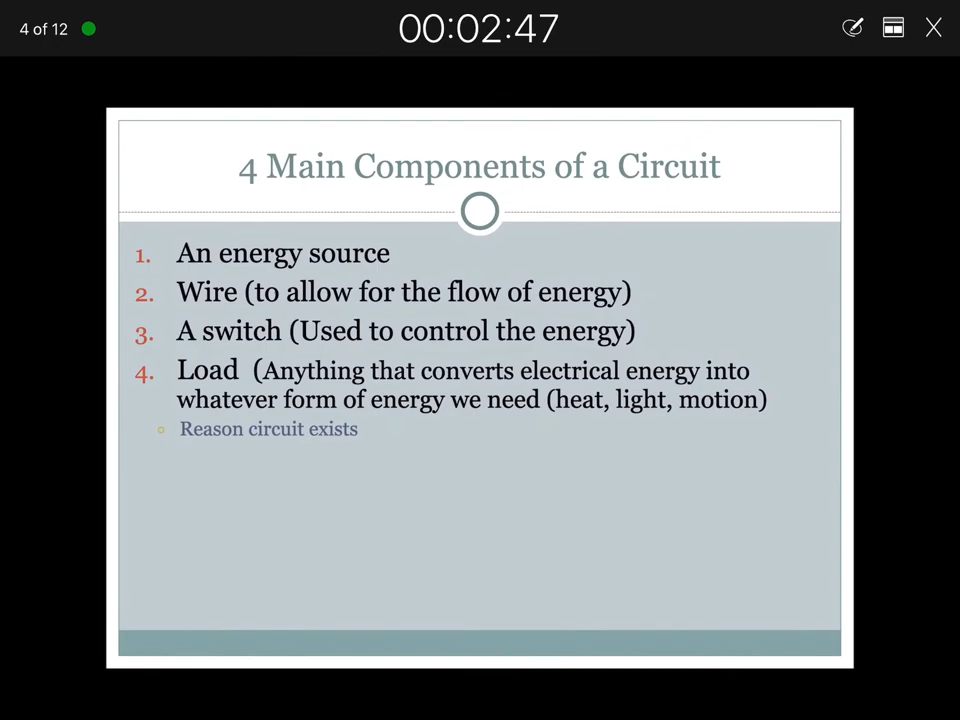 4 of 12
00:02:47
4 Main Components of a Circuit
1. An energy source
2. Wire (to allow for the flow of energy)
3. A switch (Used to control the energy)
4. Load (Anything that converts electrical energy into
whatever form of energy we need (heat, light, motion)
Reason circuit exists